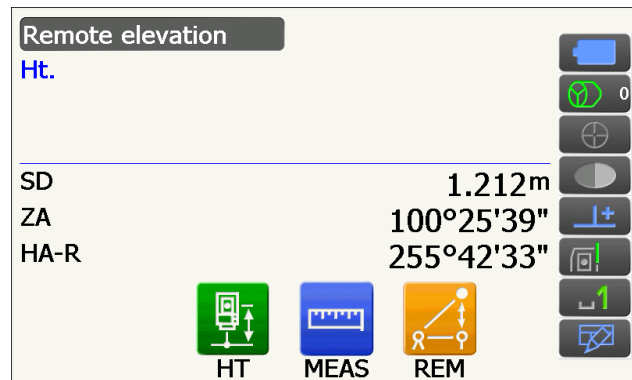 Remote elevation
Ht.
0
SD 1.212m
ZA 100°25'39"
HA-R 255°42'33"
1
HT MEAS REM